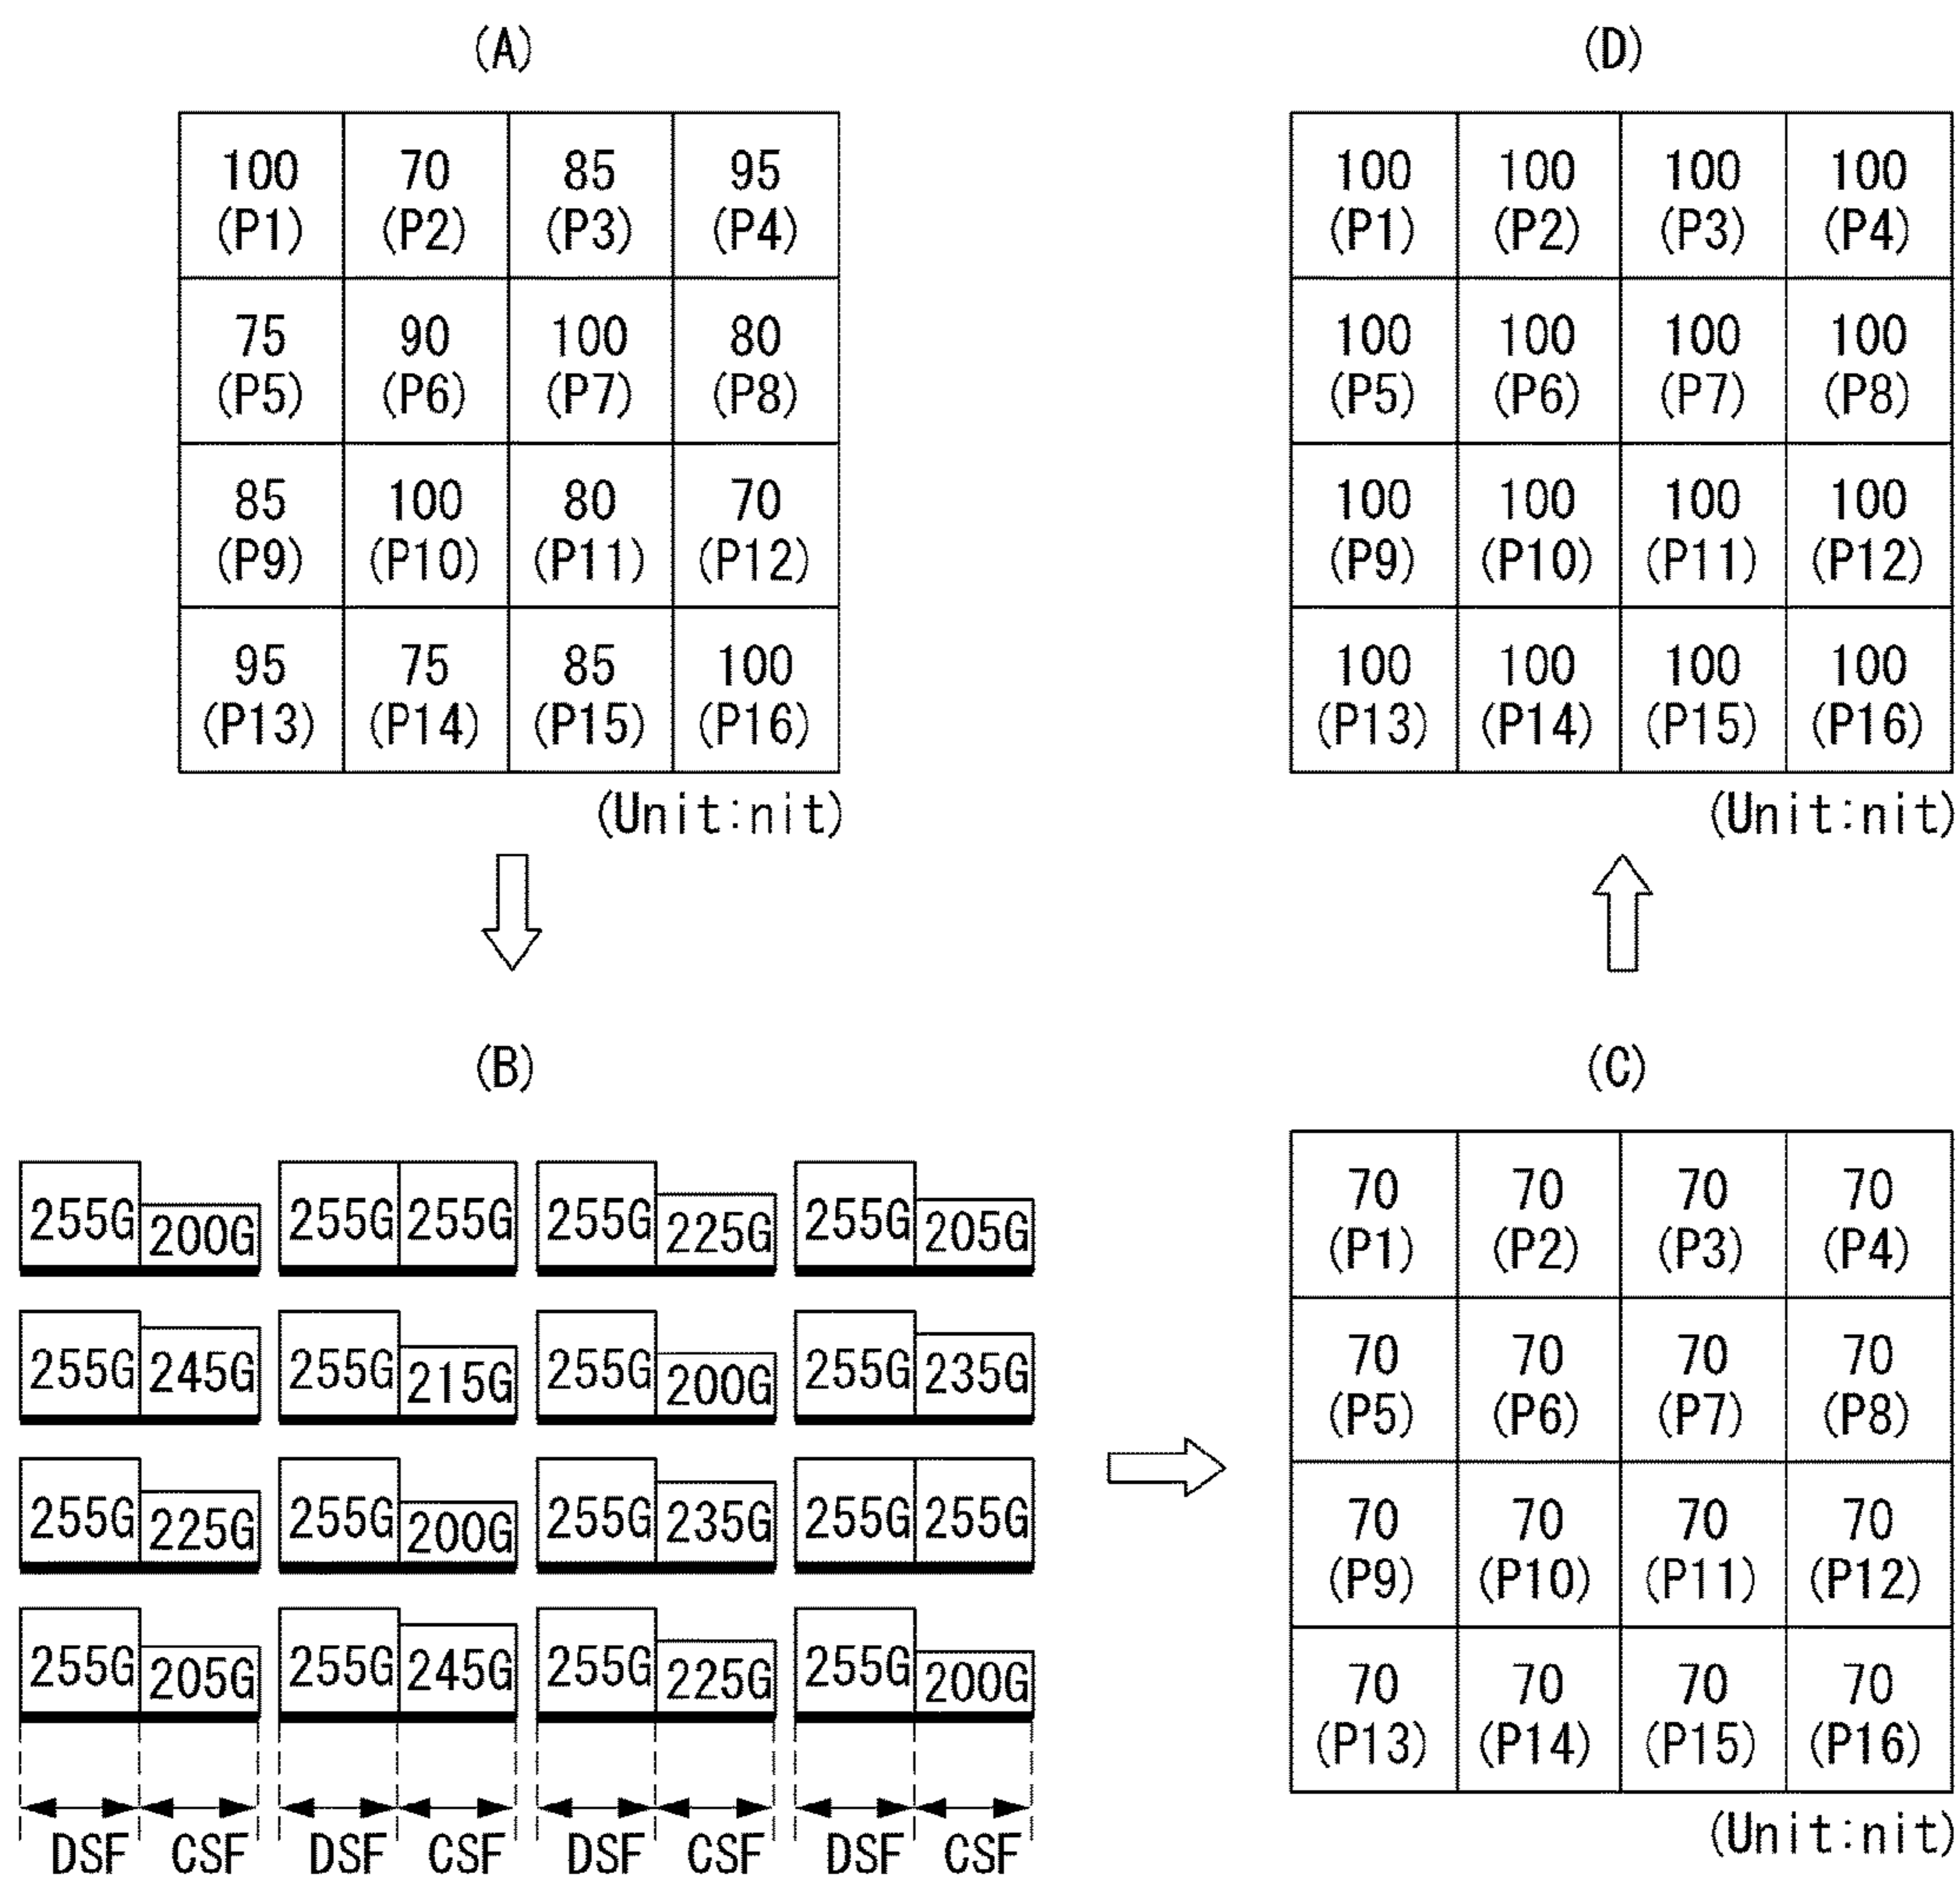 (A)
100 70 85 95
(P1) (P2) (P3) (P4)
75 90 100 80
(P5) (P6) (P7) (P8)
85 100 80 70
(P9) (P10) (P11) (P12)
95 75 85 100
(P13) (P14) (P15) (P16)
(Unit:nit)
(B)
255G 200G 255G 255G 255G 225G 255G 205G
255G 245G 255G 215G 255G 200G 255G 235G
255G 225G 255G 200G 255G 235G 255G 255G
255G 205G 255G 245G 255G 225G 255G 200G
DSF CSF DSF CSF DSF CSF DSF CSF
(C)
70 70 70 70
(P1) (P2) (P3) (P4)
70 70 70 70
(P5) (P6) (P7) (P8)
70 70 70 70
(P9) (P10) (P11) (P12)
70 70 70 70
(P13) (P14) (P15) (P16)
(Unit:nit)
(D)
100 100 100 100
(P1) (P2) (P3) (P4)
100 100 100 100
(P5) (P6) (P7) (P8)
100 100 100 100
(P9) (P10) (P11) (P12)
100 100 100 100
(P13) (P14) (P15) (P16)
(Unit:nit)